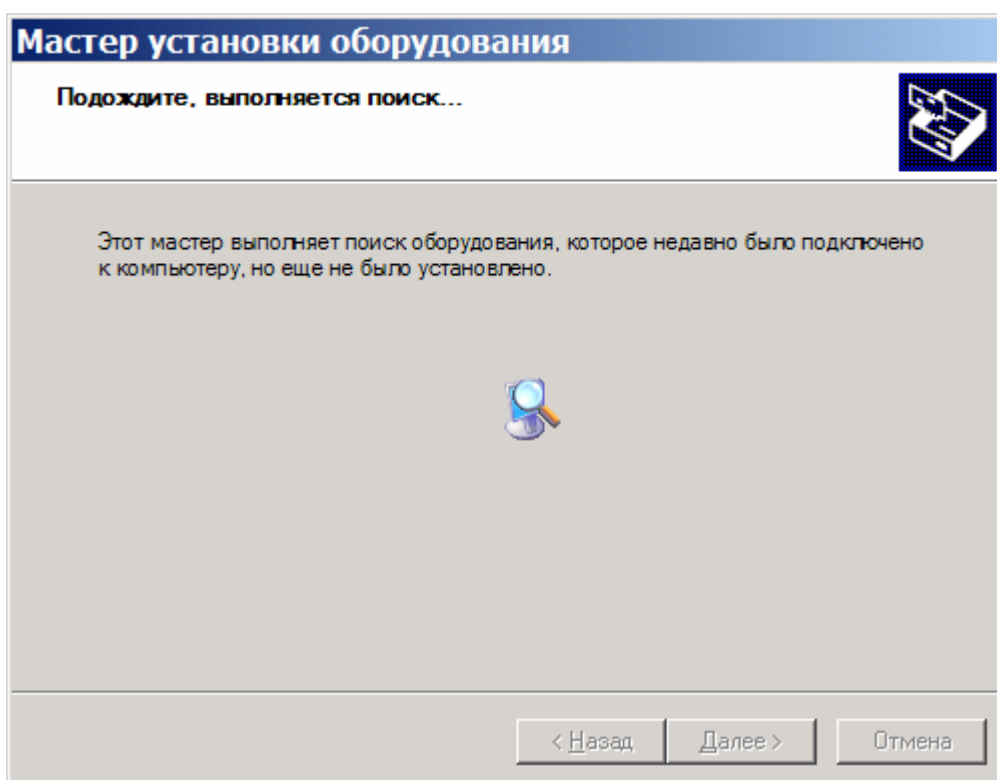 Мастер установки оборудования
Подождите, выполняется поиск...
Этот мастер выполняет поиск оборудования, которое недавно было подключено
к компьютеру, но еще не было установлено.
< Назад Далее > Отмена